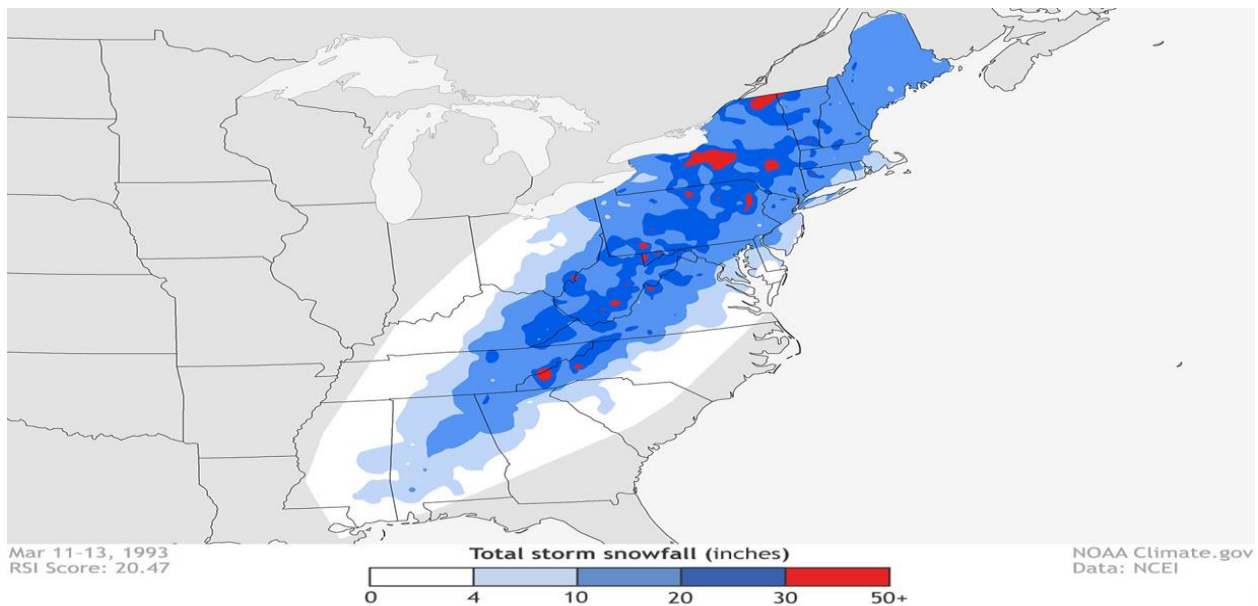 Mar 11-13, 1993
RSI Score: 20.47
Total storm snowfall (inches)
0 4 10 20 30 50+
NOAA Climate.gov
Data: NCEI